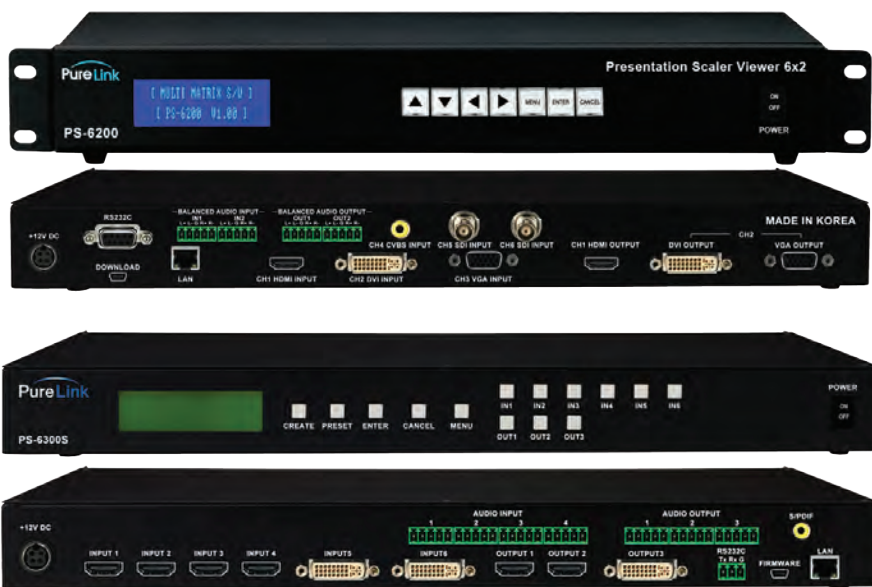 PureLink
Presentation Scaler Viewer 6x2
[ MULTI MATRIX S/W ]
[ PS-6200 V1.00 ]
MENU ENTER CANCEL
ON
OFF
PS-6200
POWER
BALANCED AUDIO INPUT BALANCED AUDIO OUTPUT
RS232C IN1 IN2 OUT1 OUT2
L+ L- G R+ R- L+ L- G R+ R- L+ L- G R+ R- L+ L- G R+ R-
MADE IN KOREA
+12V DC
CH2
CH4 CVBS INPUT CH5 SDI INPUT CH6 SDI INPUT CH1 HDMI OUTPUT DVI OUTPUT VGA OUTPUT
DOWNLOAD
LAN CH1 HDMI INPUT CH2 DVI INPUT CH3 VGA INPUT
PureLink
POWER
IN1 IN2 IN3 IN4 IN5 IN6
ON
OFF
CREATE PRESET ENTER CANCEL MENU
PS-6300S
OUT1 OUT2 OUT3
AUDIO INPUT AUDIO OUTPUT
S/PDIF
1 2 3 4 1 2 3
+12V DC
INPUT 1 INPUT 2 INPUT 3 INPUT 4 INPUT5 INPUT6 OUTPUT 1 OUTPUT 2 OUTPUT3 RS232C LAN
Tx Rx G
FIRMWARE